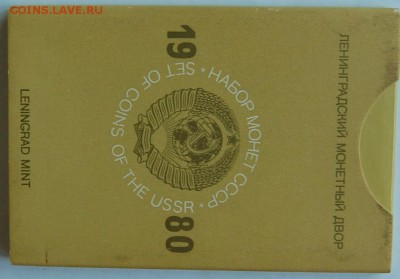 COINS.LAVE.RU
ЛЕНИНГРАДСКИЙ МОНЕТНЫЙ ДВОР
19 80
НАБОР МОНЕТ СССР * SET OF COINS OF THE USSR *
LENINGRAD MINT